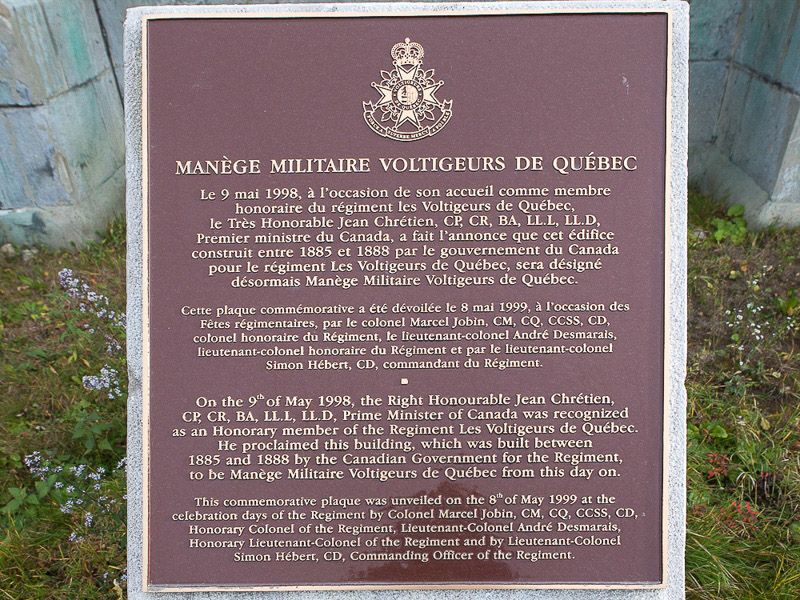 MANÈGE MILITAIRE VOLTIGEURS DE QUÉBEC
Le 9 mai 1998, à l'occasion de son accueil comme membre
honoraire du régiment les Voltigeurs de Québec,
le Très Honorable Jean Chrétien, CP, CR, BA, LL.L, LL.D,
Premier ministre du Canada, a fait l'annonce que cet édifice
construit entre 1885 et 1888 par le gouvernement du Canada
pour le régiment Les Voltigeurs de Québec, sera désigné
désormais Manège Militaire Voltigeurs de Québec.
Cette plaque commémorative a été dévoilée le 8 mai 1999, à l'occasion des
Fêtes régimentaires, par le colonel Marcel Jobin, CM, CQ, CCSS, CD,
colonel honoraire du Régiment, le lieutenant-colonel André Desmarais,
lieutenant-colonel honoraire du Régiment et par le lieutenant-colonel
Simon Hébert, CD, commandant du Régiment.
On the 9th of May 1998, the Right Honourable Jean Chrétien,
CP, CR, BA, LL.L, LL.D, Prime Minister of Canada was recognized
as an Honorary member of the Regiment Les Voltigeurs de Québec.
He proclaimed this building, which was built between
1885 and 1888 by the Canadian Government for the Regiment,
to be Manège Militaire Voltigeurs de Québec from this day on.
This commemorative plaque was unveiled on the 8th of May 1999 at the
celebration days of the Regiment by Colonel Marcel Jobin, CM, CQ, CCSS, CD,
Honorary Colonel of the Regiment, Lieutenant-Colonel André Desmarais,
Honorary Lieutenant-Colonel of the Regiment and by Lieutenant-Colonel
Simon Hébert, CD, Commanding Officer of the Regiment.